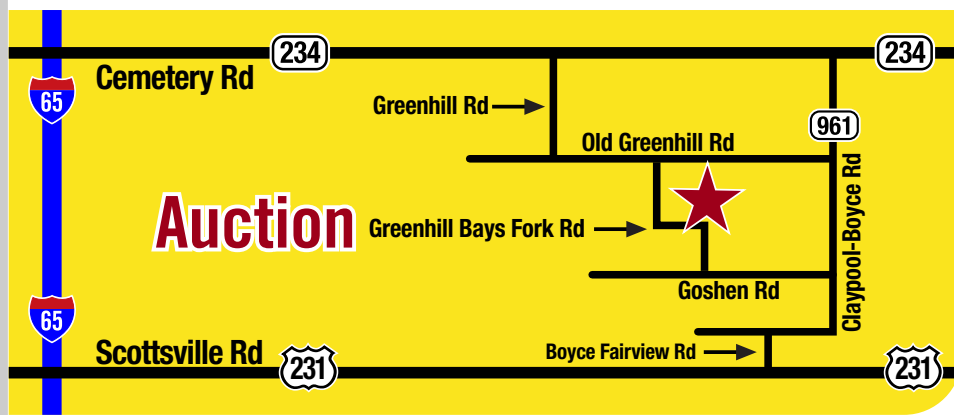 234
234
Cemetery Rd
65
Greenhill Rd
961
Old Greenhill Rd
Claypool-Boyce Rd
Auction
Greenhill Bays Fork Rd
Goshen Rd
65
Scottsville Rd
231
Boyce Fairview Rd
231